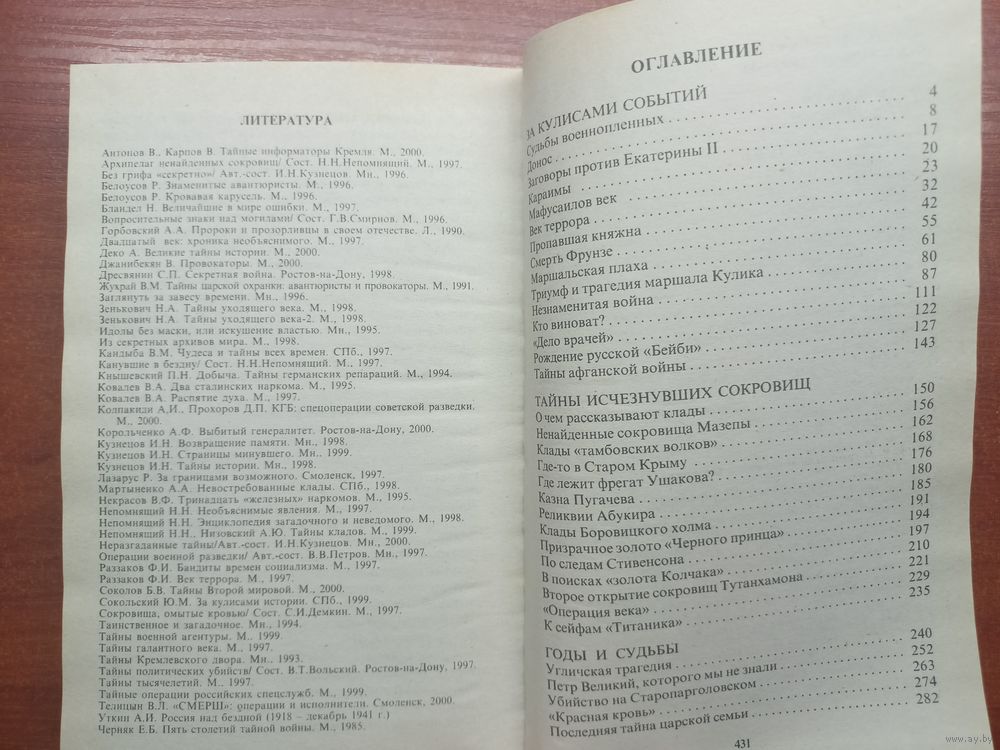 ЛИТЕРАТУРА
Антонов В., Карпов В. Тайные информаторы Кремля. М., 2000.
Архипелаг ненайденных сокровищ/ Сост. Н.Н.Непомнящий. М., 1997.
Без грифа «секретно»/ Авт.-сост. И.Н.Кузнецов. Мн., 1996.
Белоусов Р. Знаменитые авантюристы. М., 1996.
Белоусов Р. Кровавая карусель. М., 1996.
Бландел Н. Величайшие в мире ошибки. М., 1997.
Вопросительные знаки над могилами/ Сост. Г.В.Смирнов. М., 1996.
Горбовский А.А. Пророки и прозорливцы в своем отечестве. Л., 1990.
Двадцатый век: хроника необъяснимого. М., 1997.
Деко А. Великие тайны истории. М., 2000.
Джанибекян В. Провокаторы. М., 2000.
Дресвянин С.П. Секретная война. Ростов-на-Дону, 1998.
Жухрай В.М. Тайны царской охранки: авантюристы и провокаторы. М., 1991.
Заглянуть за завесу времени. Мн., 1996.
Зенькович Н.А. Тайны уходящего века. М., 1998.
Зенькович Н.А. Тайны уходящего века-2. М., 1998.
Идолы без маски, или искушение властью. Мн., 1995.
Из секретных архивов мира. М., 1998.
Кандыба В.М. Чудеса и тайны всех времен. СПб., 1997.
Канувшие в бездну/ Сост. Н.Н.Непомнящий. М., 1997.
Кнышевский П.Н. Добыча. Тайны германских репараций. М., 1994.
Ковалев В.А. Два сталинских наркома. М., 1995.
Ковалев В.А. Распятие духа. М., 1997.
Колпакиди А,И., Прохоров Д.П. КГБ: спецоперации советской разведки.
М., 2000.
Корольченко А.Ф. Выбитый генералитет. Ростов-на-Дону, 2000.
Кузнецов И.Н. Возвращение памяти. Мн., 1998.
Кузнецов И.Н. Страницы минувшего. Мн., 1999.
Кузнецов И.Н. Тайны истории. Мн., 1998.
Лазарус Р. За границами возможного. Смоленск, 1997.
Мартыненко А.А. Невостребованные клады. СПб., 1998.
Некрасов В.Ф. Тринадцать «железных» наркомов. М., 1995.
Непомнящий Н.Н. Необъяснимые явления. М., 1997.
Непомнящий Н.Н. Энциклопедия загадочного и неведомого. М., 1998.
Непомнящий Н.Н.. Низовский А.Ю. Тайны кладов. М., 1999.
Неразгаданные тайны/Авт.-сост. И.Н.Кузнецов. Мн., 2000.
Операции военной разведки/ Авт.-сост. В.В.Петров. Мн., 1997.
Раззаков Ф.И. Бандиты времен социализма. М., 1997.
Раззаков Ф.И. Век террора. М., 1997.
Соколов Б.В. Тайны Второй мировой. М., 2000.
Сокольский Ю.М. За кулисами истории. СПб., 1999.
Сокровища, омытые кровью/ Сост. С.И.Демкин. М., 1997.
Таинственное и загадочное. Мн., 1994.
Тайны военной агентуры. М., 1999.
Тайны галантного века. М., 1997.
Тайны Кремлевского двора. Мн., 1993.
Тайны политических убийств/ Сост. В.Т.Вольский. Ростов-на-Дону, 1997.
Тайны тысячелетий. М., 1997.
Тайные операции российских спецслужб. М., 1999.
Телицын В.Л. «СМЕРШ»: операции и исполнители. Смоленск, 2000.
Уткин А.И. Россия над бездной (1918 – декабрь 1941 г.)
Черняк Е.Б. Пять столетий тайной войны. М., 1985.
ОГЛАВЛЕНИЕ
ЗА КУЛИСАМИ СОБЫТИЙ
Судьбы военнопленных 4
Донос 8
Заговоры против Екатерины II 17
Караимы 20
Мафусаилов век 23
Век террора 32
Пропавшая княжна 42
Смерть Фрунзе 55
Маршальская плаха 61
Триумф и трагедия маршала Кулика 80
Незнаменитая война 87
Кто виноват? 111
«Дело врачей» 122
Рождение русской «Бейби» 127
Тайны афганской войны 143
ТАЙНЫ ИСЧЕЗНУВШИХ СОКРОВИЩ
О чем рассказывают клады 150
Ненайденные сокровища Мазепы 156
Клады «тамбовских волков» 162
Где-то в Старом Крыму 168
Где лежит фрегат Ушакова? 176
Казна Пугачева 180
Реликвии Абукира 185
Клады Боровицкого холма 191
Призрачное золото «Черного принца» 194
По следам Стивенсона 197
В поисках «золота Колчака» 210
Второе открытие сокровищ Тутанхамона 221
«Операция века» 229
К сейфам «Титаника» 235
ГОДЫ И СУДЬБЫ
Угличская трагедия 240
Петр Великий, которого мы не знали 252
Убийство на Старопарголовском 263
«Красная кровь» 274
Последняя тайна царской семьи 282
431
www.ay.by